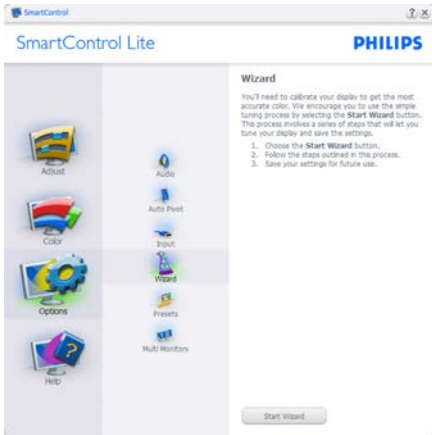 SmartControl
SmartControl Lite
PHILIPS
Adjust
Color
Options
Help
Audio
Auto Pivot
Input
Wizard
Presets
Multi Monitors
Wizard
You'll need to calibrate your display to get the most
accurate color. We encourage you to use the simple
tuning process by selecting the Start Wizard button.
This process involves a series of steps that will let you
tune your display and save the settings.
1. Choose the Start Wizard button.
2. Follow the steps outlined in this process.
3. Save your settings for future use.
Start Wizard